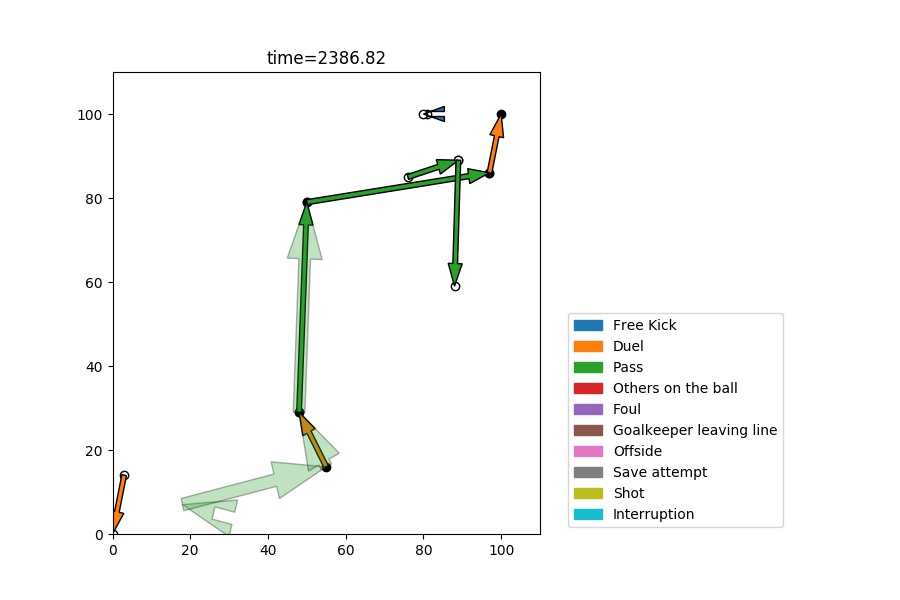 time=2386.82
100
80
60
40
20
0
0
20
40
60
80
100
Free Kick
Duel
Pass
Others on the ball
Foul
Goalkeeper leaving line
Offside
Save attempt
Shot
Interruption